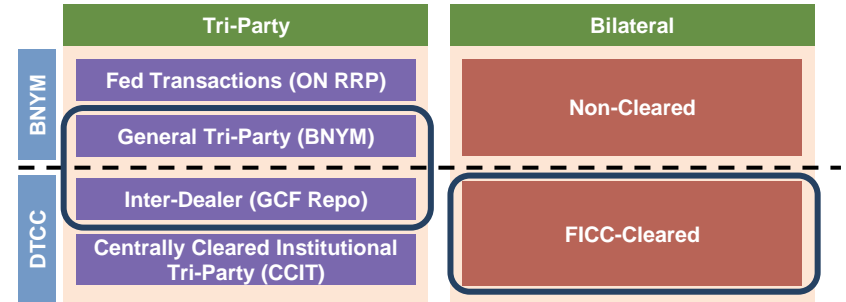 Tri-Party
Bilateral
BNYM
Fed Transactions (ON RRP)
General Tri-Party (BNYM)
Non-Cleared
DTCC
Inter-Dealer (GCF Repo)
Centrally Cleared Institutional
Tri-Party (CCIT)
FICC-Cleared